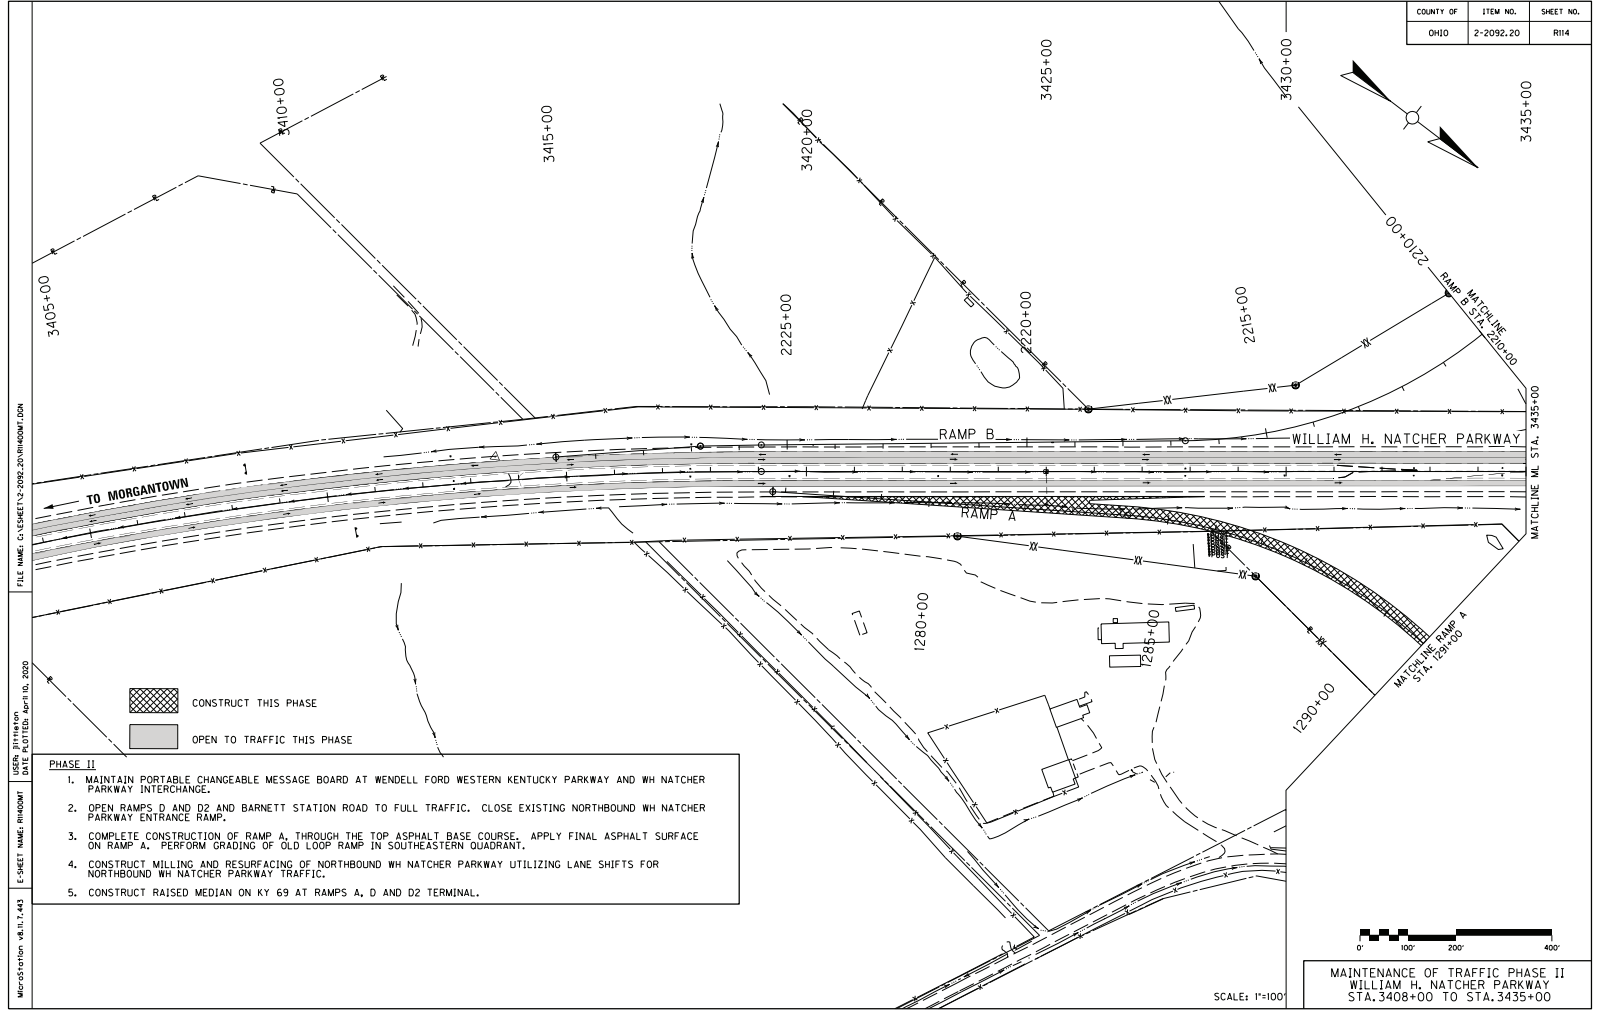 COUNTY OF
ITEM NO.
SHEET NO.
OHIO
2-2092.20
R114
3405+00
3410+00
3415+00
3420+00
3425+00
3430+00
3435+00
2225+00
2220+00
2215+00
2210+00
MATCHLINE
RAMP B STA. 2210+00
RAMP B
WILLIAM H. NATCHER PARKWAY
MATCHLINE ML STA. 3435+00
TO MORGANTOWN
RAMP A
1280+00
1285+00
1290+00
MATCHLINE RAMP A
STA. 1291+00
CONSTRUCT THIS PHASE
OPEN TO TRAFFIC THIS PHASE
PHASE II
1. MAINTAIN PORTABLE CHANGEABLE MESSAGE BOARD AT WENDELL FORD WESTERN KENTUCKY PARKWAY AND WH NATCHER
PARKWAY INTERCHANGE.
2. OPEN RAMPS D AND D2 AND BARNETT STATION ROAD TO FULL TRAFFIC. CLOSE EXISTING NORTHBOUND WH NATCHER
PARKWAY ENTRANCE RAMP.
3. COMPLETE CONSTRUCTION OF RAMP A, THROUGH THE TOP ASPHALT BASE COURSE. APPLY FINAL ASPHALT SURFACE
ON RAMP A. PERFORM GRADING OF OLD LOOP RAMP IN SOUTHEASTERN QUADRANT.
4. CONSTRUCT MILLING AND RESURFACING OF NORTHBOUND WH NATCHER PARKWAY UTILIZING LANE SHIFTS FOR
NORTHBOUND WH NATCHER PARKWAY TRAFFIC.
5. CONSTRUCT RAISED MEDIAN ON KY 69 AT RAMPS A, D AND D2 TERMINAL.
FILE NAME: C:\ESHEET\2-2092.20\R11400MT.DGN
USER: jlittleton
DATE PLOTTED: April 10, 2020
E-SHEET NAME: R11400MT
MicroStation v8.11.7.443
0' 100' 200' 400'
SCALE: 1"=100'
MAINTENANCE OF TRAFFIC PHASE II
WILLIAM H. NATCHER PARKWAY
STA.3408+00 TO STA.3435+00